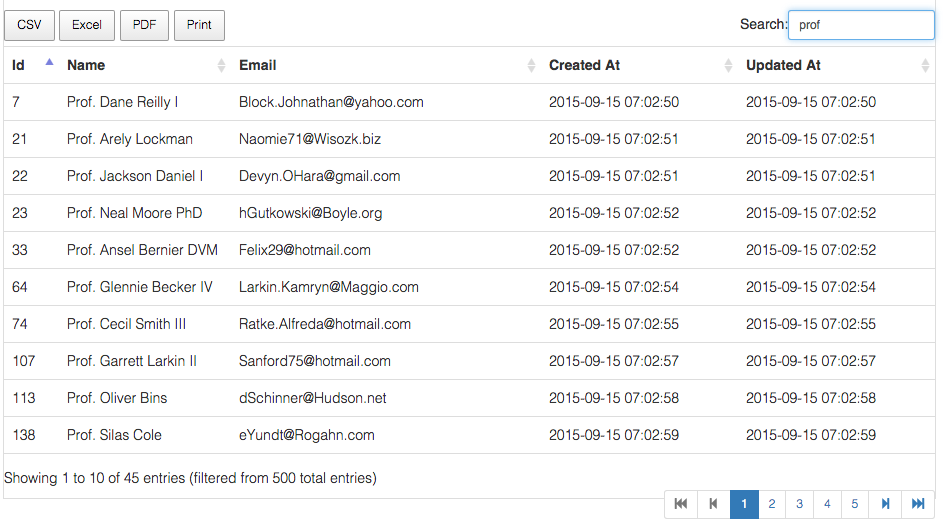 CSV Excel PDF Print Search: prof
Id Name Email Created At Updated At
7 Prof. Dane Reilly I Block.Johnathan@yahoo.com 2015-09-15 07:02:50 2015-09-15 07:02:50
21 Prof. Arely Lockman Naomie71@Wisozk.biz 2015-09-15 07:02:51 2015-09-15 07:02:51
22 Prof. Jackson Daniel I Devyn.OHara@gmail.com 2015-09-15 07:02:51 2015-09-15 07:02:51
23 Prof. Neal Moore PhD hGutkowski@Boyle.org 2015-09-15 07:02:52 2015-09-15 07:02:52
33 Prof. Ansel Bernier DVM Felix29@hotmail.com 2015-09-15 07:02:52 2015-09-15 07:02:52
64 Prof. Glennie Becker IV Larkin.Kamryn@Maggio.com 2015-09-15 07:02:54 2015-09-15 07:02:54
74 Prof. Cecil Smith III Ratke.Alfreda@hotmail.com 2015-09-15 07:02:55 2015-09-15 07:02:55
107 Prof. Garrett Larkin II Sanford75@hotmail.com 2015-09-15 07:02:57 2015-09-15 07:02:57
113 Prof. Oliver Bins dSchinner@Hudson.net 2015-09-15 07:02:58 2015-09-15 07:02:58
138 Prof. Silas Cole eYundt@Rogahn.com 2015-09-15 07:02:59 2015-09-15 07:02:59
Showing 1 to 10 of 45 entries (filtered from 500 total entries)
1 2 3 4 5